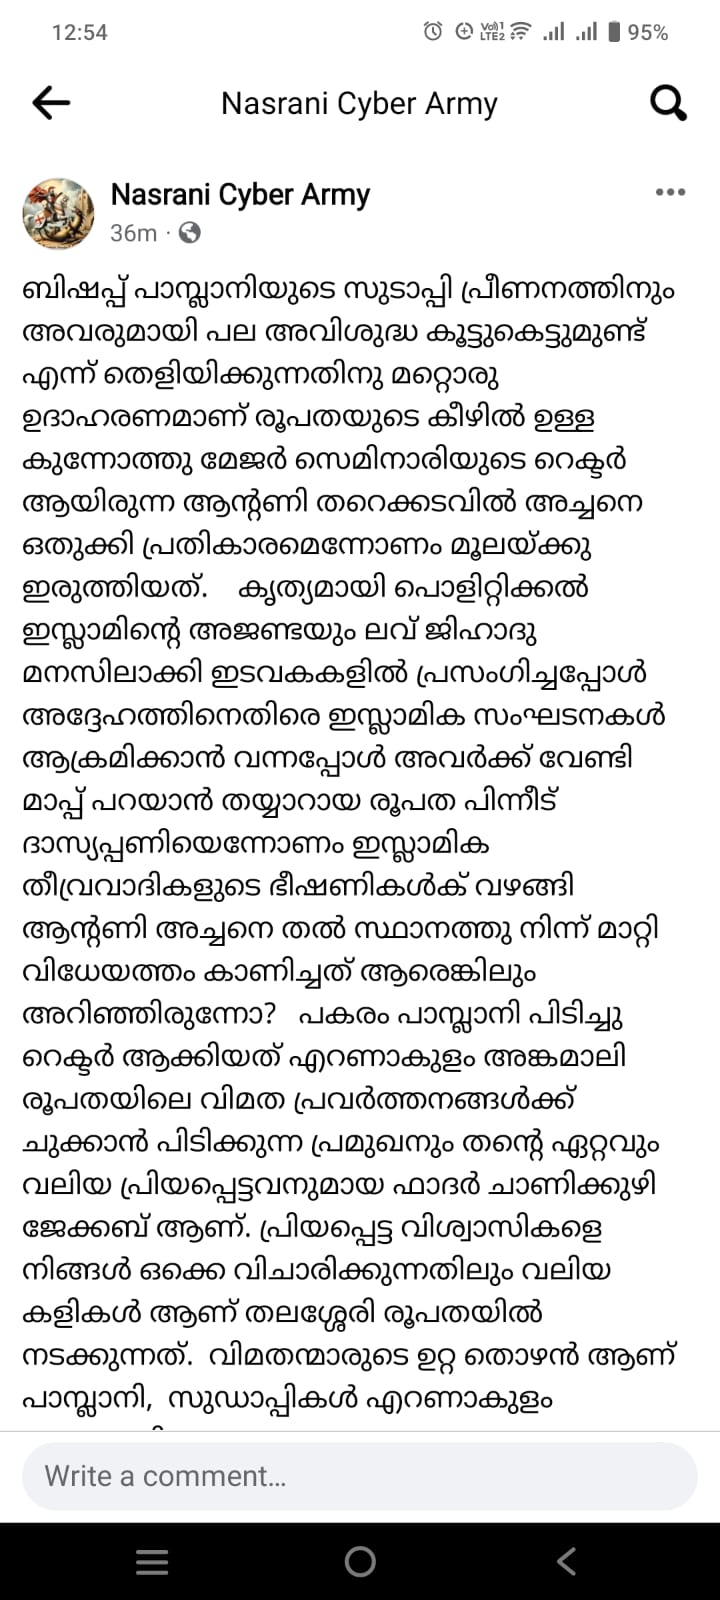 12:54
Vo)) 1
LTE2
95%
Nasrani Cyber Army
Nasrani Cyber Army
36m ·
ബിഷപ്പ് പാമ്പ്ലാനിയുടെ സുടാപ്പി പ്രീണനത്തിനും
അവരുമായി പല അവിശുദ്ധ കൂട്ടുകെട്ടുമുണ്ട്
എന്ന് തെളിയിക്കുന്നതിനു മറ്റൊരു
ഉദാഹരണമാണ് രൂപതയുടെ കീഴിൽ ഉള്ള
കുന്നോത്തു മേജർ സെമിനാരിയുടെ റെക്ടർ
ആയിരുന്ന ആന്റണി തറെക്കടവിൽ അച്ചനെ
ഒതുക്കി പ്രതികാരമെന്നോണം മൂലയ്ക്കു
ഇരുത്തിയത്. കൃത്യമായി പൊളിറ്റിക്കൽ
ഇസ്ലാമിന്റെ അജണ്ടയും ലവ് ജിഹാദു
മനസിലാക്കി ഇടവകകളിൽ പ്രസംഗിച്ചപ്പോൾ
അദ്ദേഹത്തിനെതിരെ ഇസ്ലാമിക സംഘടനകൾ
ആക്രമിക്കാൻ വന്നപ്പോൾ അവർക്ക് വേണ്ടി
മാപ്പ് പറയാൻ തയ്യാറായ രൂപത പിന്നീട്
ദാസ്യപ്പണിയെന്നോണം ഇസ്ലാമിക
തീവ്രവാദികളുടെ ഭീഷണികൾക് വഴങ്ങി
ആന്റണി അച്ചനെ തൽ സ്ഥാനത്തു നിന്ന് മാറ്റി
വിധേയത്തം കാണിച്ചത് ആരെങ്കിലും
അറിഞ്ഞിരുന്നോ? പകരം പാമ്പ്ലാനി പിടിച്ചു
റെക്ടർ ആക്കിയത് എറണാകുളം അങ്കമാലി
രൂപതയിലെ വിമത പ്രവർത്തനങ്ങൾക്ക്
ചുക്കാൻ പിടിക്കുന്ന പ്രമുഖനും തന്റെ ഏറ്റവും
വലിയ പ്രിയപ്പെട്ടവനുമായ ഫാദർ ചാണിക്കുഴി
ജേക്കബ് ആണ്. പ്രിയപ്പെട്ട വിശ്വാസികളെ
നിങ്ങൾ ഒക്കെ വിചാരിക്കുന്നതിലും വലിയ
കളികൾ ആണ് തലശ്ശേരി രൂപതയിൽ
നടക്കുന്നത്. വിമതന്മാരുടെ ഉറ്റ തൊഴൻ ആണ്
പാമ്പ്ലാനി, സുഡാപ്പികൾ എറണാകുളം
Write a comment...